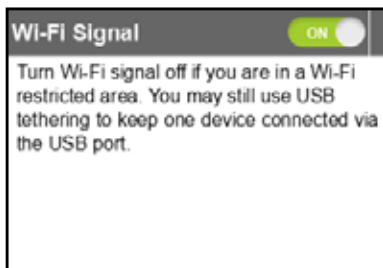 Wi-Fi Signal
ON
Turn Wi-Fi signal off if you are in a Wi-Fi
restricted area. You may still use USB
tethering to keep one device connected via
the USB port.